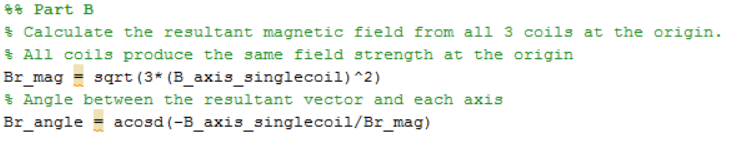 %% Part B
% Calculate the resultant magnetic field from all 3 coils at the origin.
% All coils produce the same field strength at the origin
Br_mag = sqrt(3*(B_axis_singlecoil)^2)
% Angle between the resultant vector and each axis
Br_angle = acosd(-B_axis_singlecoil/Br_mag)